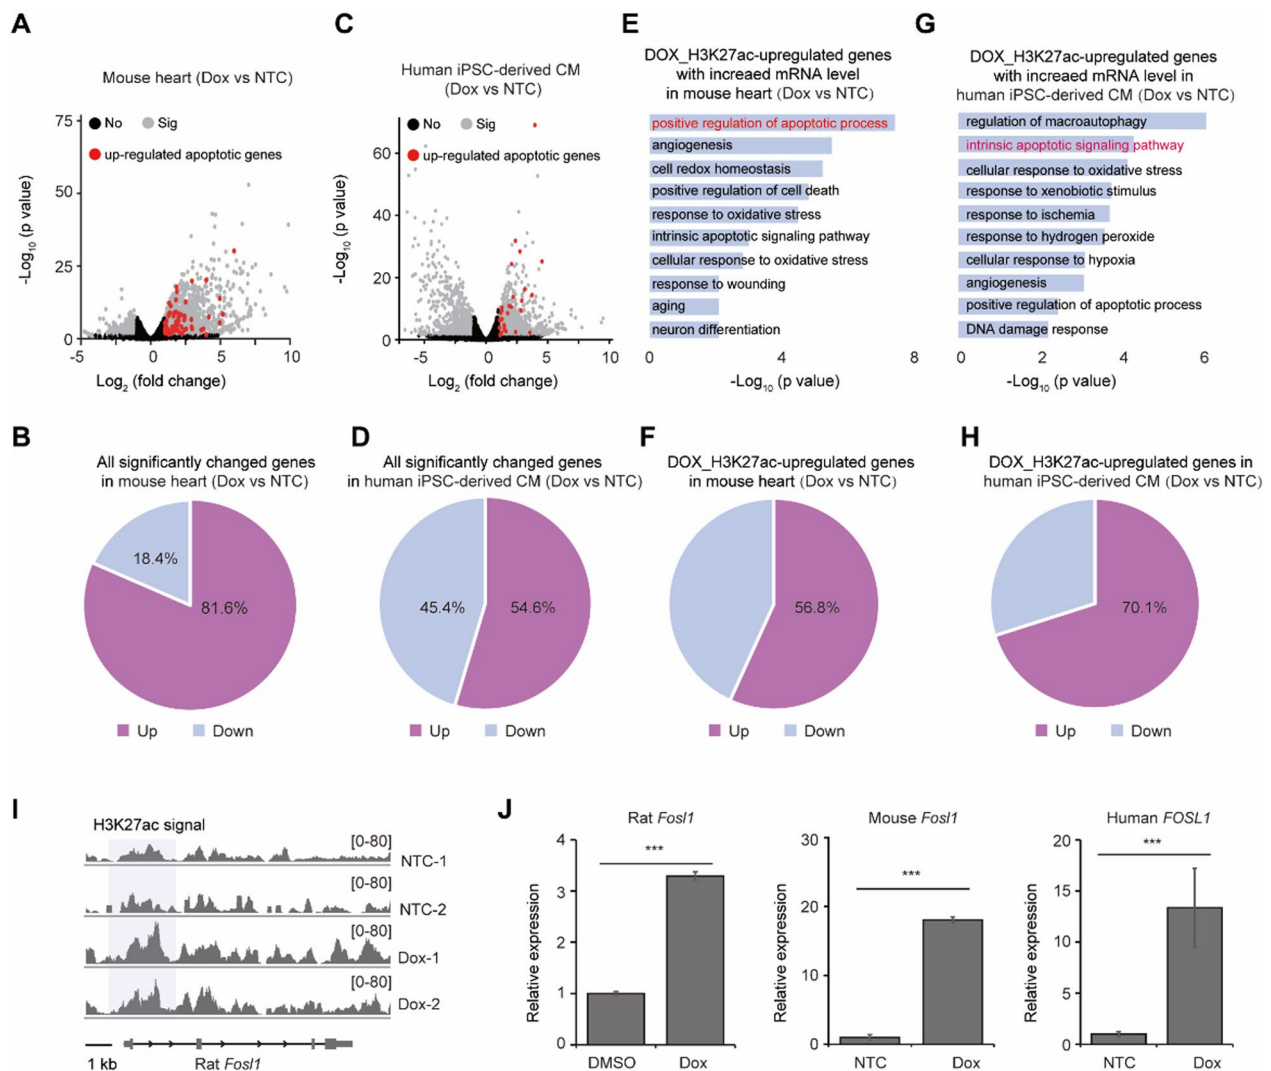 A
Mouse heart (Dox vs NTC)
No
Sig
up-regulated apoptotic genes
75
50
25
0
-Log10 (p value)
-5
0
5
10
Log2 (fold change)
C
Human iPSC-derived CM
(Dox vs NTC)
No
Sig
up-regulated apoptotic genes
60
40
20
0
-Log10 (p value)
-5
0
5
10
Log2 (fold change)
E
DOX_H3K27ac-upregulated genes
with increaed mRNA level
in mouse heart (Dox vs NTC)
positive regulation of apoptotic process
angiogenesis
cell redox homeostasis
positive regulation of cell death
response to oxidative stress
intrinsic apoptotic signaling pathway
cellular response to oxidative stress
response to wounding
aging
neuron differentiation
0
4
8
-Log10 (p value)
G
DOX_H3K27ac-upregulated genes
with increaed mRNA level in
human iPSC-derived CM (Dox vs NTC)
regulation of macroautophagy
intrinsic apoptotic signaling pathway
cellular response to oxidative stress
response to xenobiotic stimulus
response to ischemia
response to hydrogen peroxide
cellular response to hypoxia
angiogenesis
positive regulation of apoptotic process
DNA damage response
0
2
4
6
-Log10 (p value)
B
All significantly changed genes
in mouse heart (Dox vs NTC)
18.4%
81.6%
Up
Down
D
All significantly changed genes
in human iPSC-derived CM (Dox vs NTC)
45.4%
54.6%
Up
Down
F
DOX_H3K27ac-upregulated genes
in mouse heart (Dox vs NTC)
56.8%
Up
Down
H
DOX_H3K27ac-upregulated genes in
human iPSC-derived CM (Dox vs NTC)
70.1%
Up
Down
I
H3K27ac signal
[0-80]
NTC-1
[0-80]
NTC-2
[0-80]
Dox-1
[0-80]
Dox-2
1 kb
Rat Fosl1
J
Rat Fosl1
***
4
3
2
1
0
Relative expression
DMSO
Dox
Mouse Fosl1
***
30
20
10
0
Relative expression
NTC
Dox
Human FOSL1
***
20
15
10
5
0
Relative expression
NTC
Dox